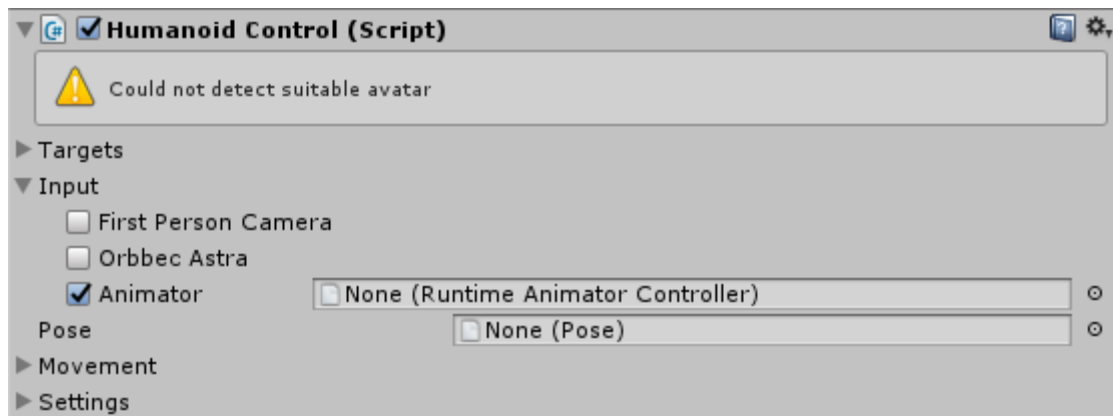 Humanoid Control (Script)
Could not detect suitable avatar
Targets
Input
First Person Camera
Orbbec Astra
Animator None (Runtime Animator Controller)
Pose None (Pose)
Movement
Settings